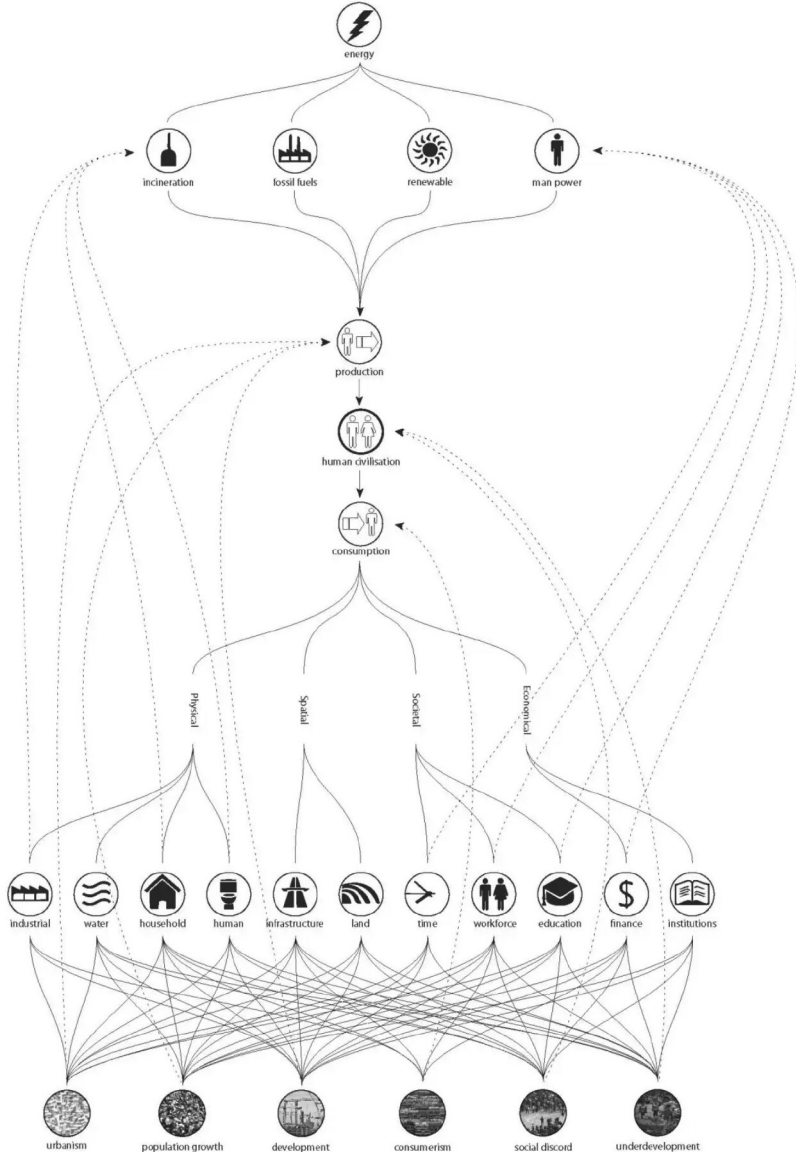 energy
incineration
fossil fuels
renewable
man power
production
human civilisation
consumption
Physical
Spatial
Societal
Economical
industrial
water
household
human
infrastructure
land
time
workforce
education
finance
institutions
urbanism
population growth
development
consumerism
social discord
underdevelopment